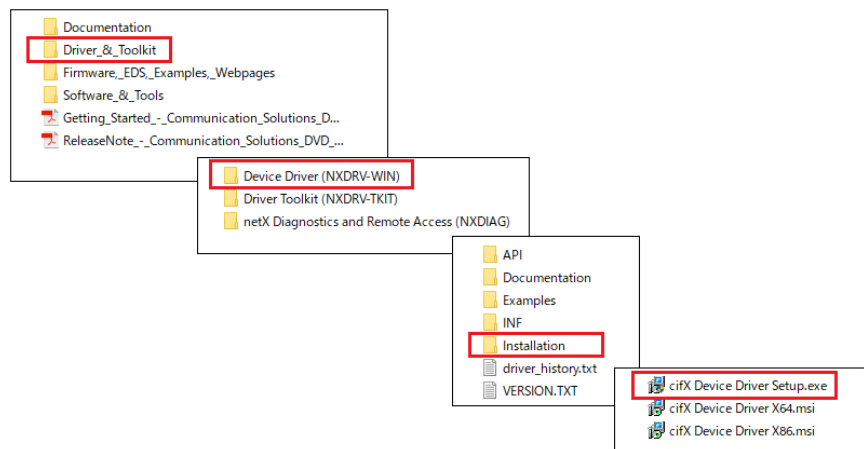 Documentation
Driver_&_Toolkit
Firmware,_EDS,_Examples,_Webpages
Software_&_Tools
Getting_Started_-_Communication_Solutions_D...
ReleaseNote_-_Communication_Solutions_DVD_...
Device Driver (NXDRV-WIN)
Driver Toolkit (NXDRV-TKIT)
netX Diagnostics and Remote Access (NXDIAG)
API
Documentation
Examples
INF
Installation
driver_history.txt
VERSION.TXT
cifX Device Driver Setup.exe
cifX Device Driver X64.msi
cifX Device Driver X86.msi